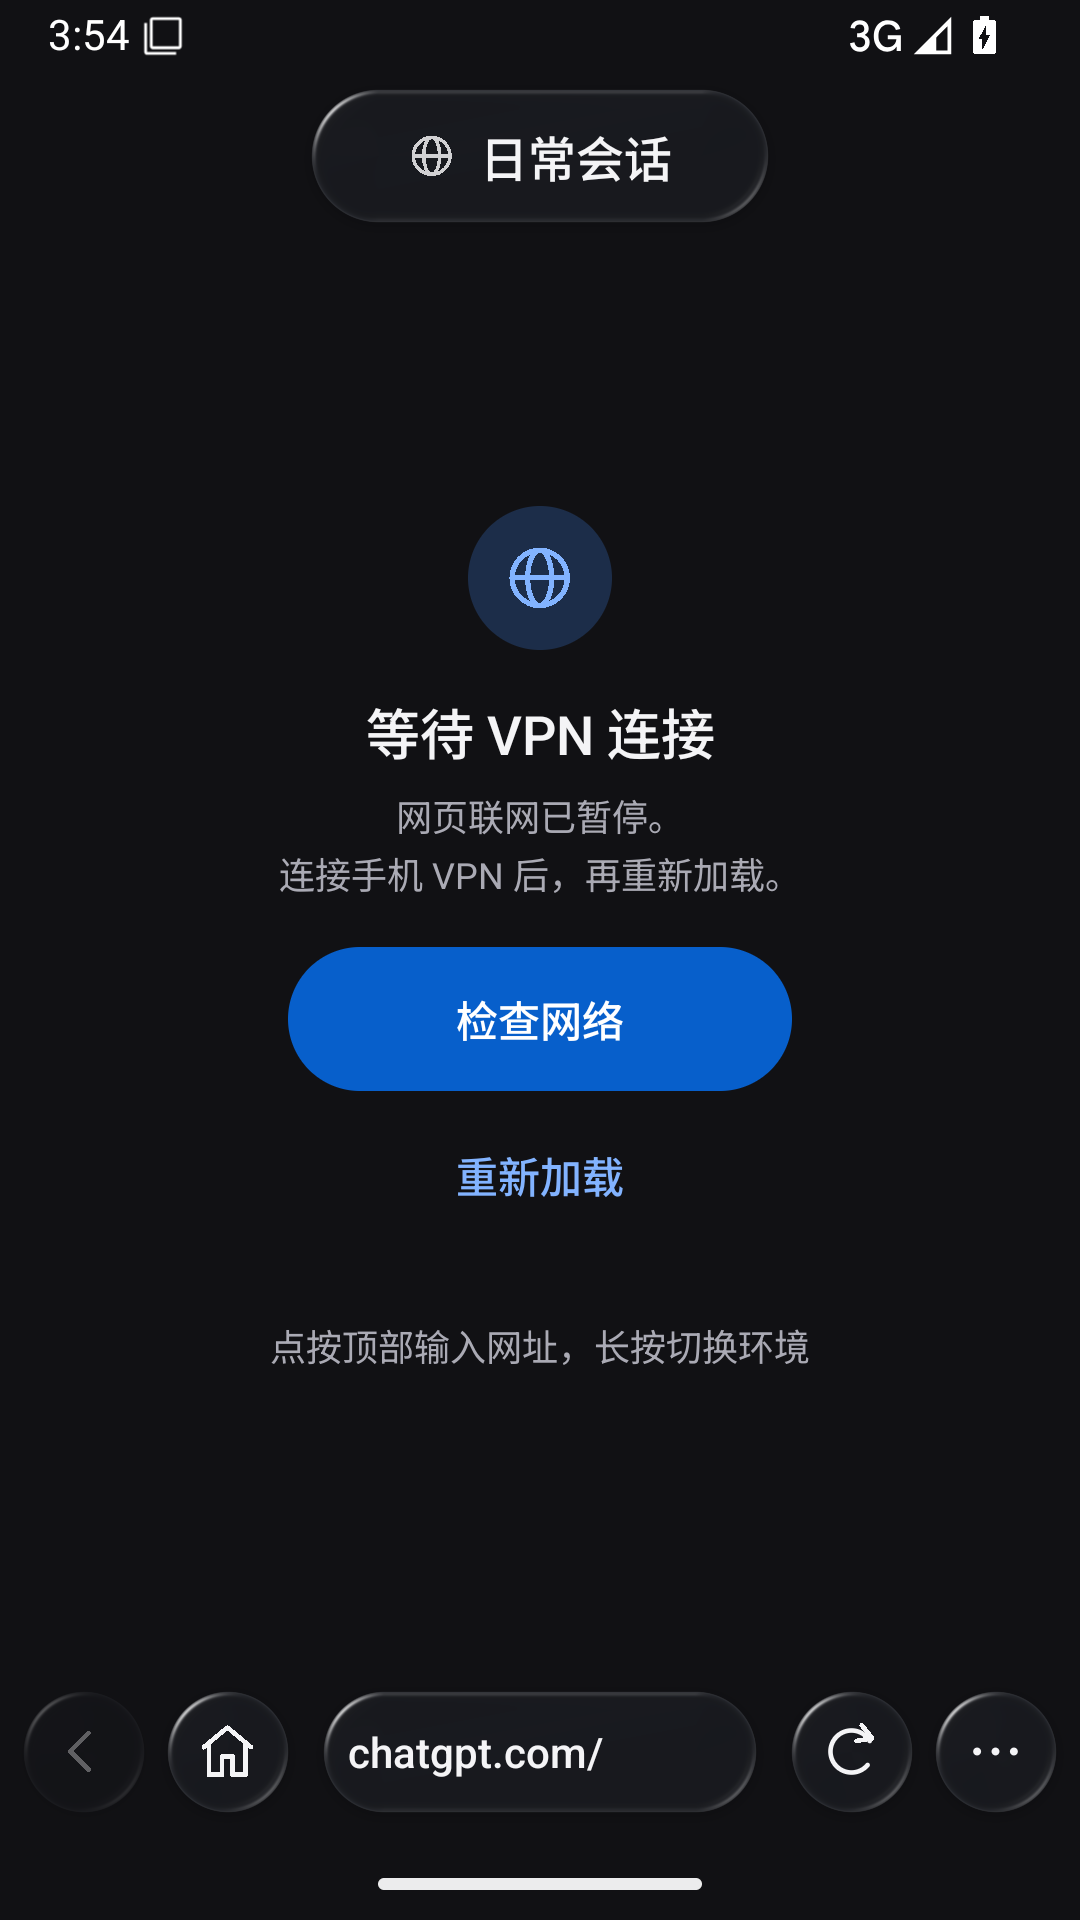 3:54
3G
日常会话
等待 VPN 连接
网页联网已暂停。
连接手机 VPN 后，再重新加载。
检查网络
重新加载
点按顶部输入网址，长按切换环境
chatgpt.com/